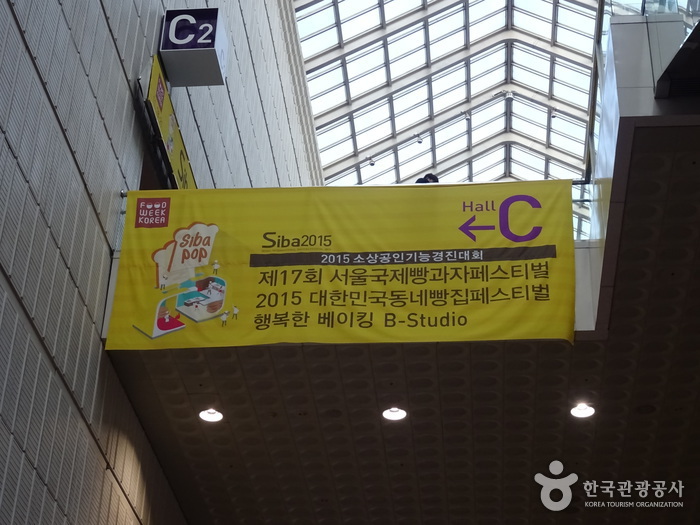 C2
FOOD
WEEK
KOREA
siba
pop
Siba2015
Hall C
2015 소상공인기능경진대회
제17회 서울국제빵과자페스티벌
2015 대한민국동네빵집페스티벌
행복한 베이킹 B-Studio
한국관광공사
KOREA TOURISM ORGANIZATION